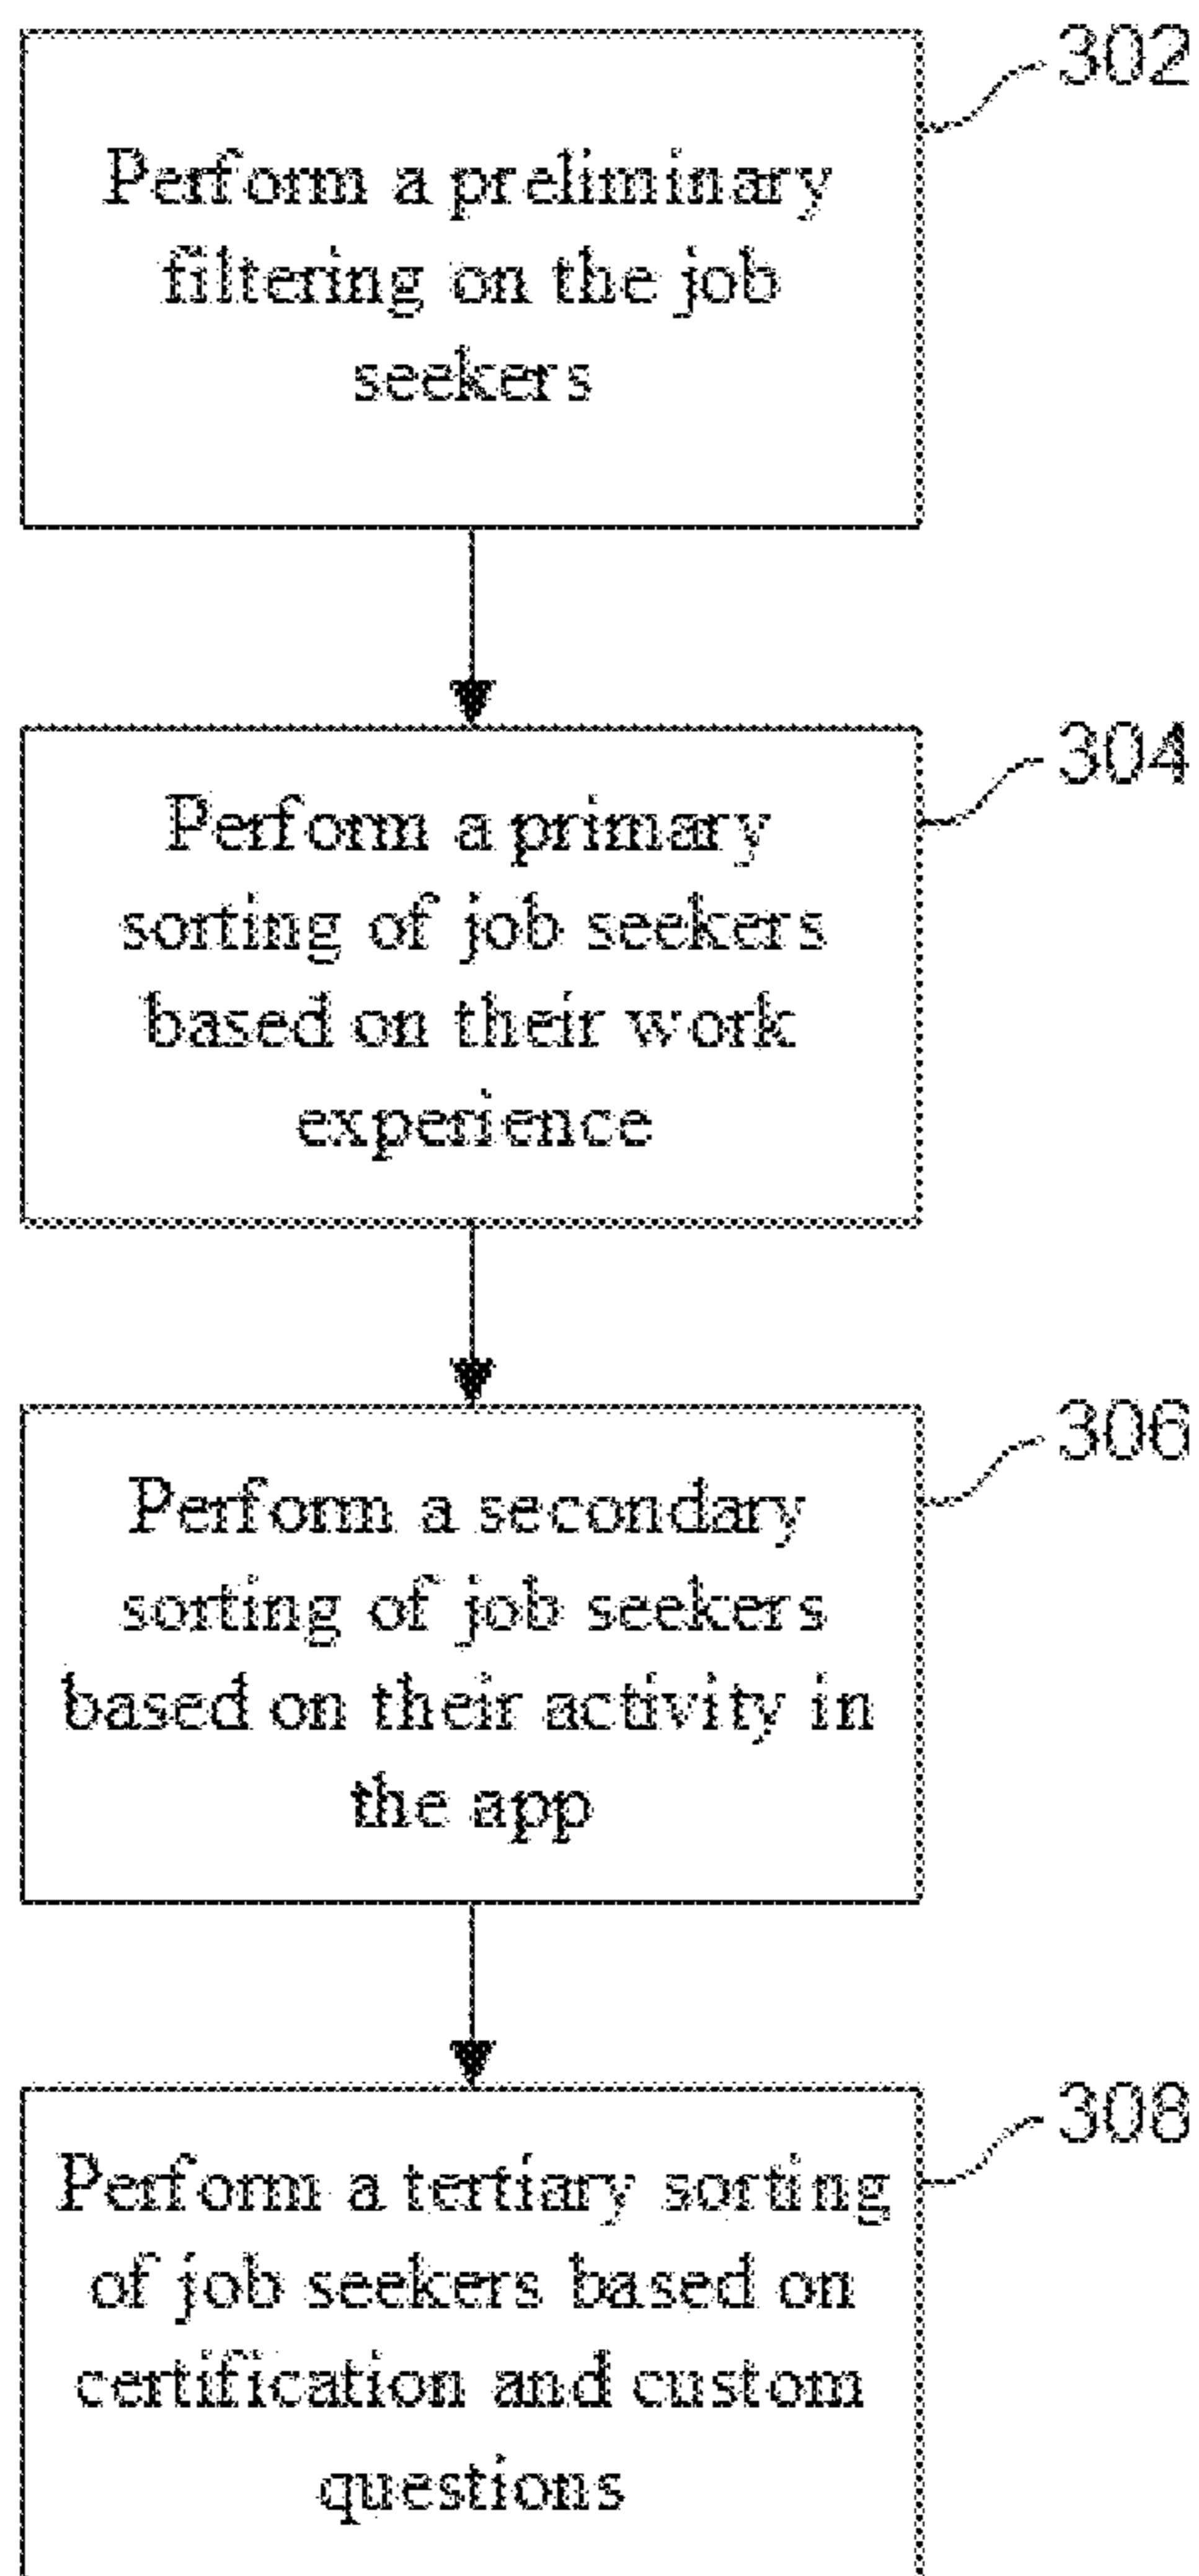 302
Perform a preliminary
filtering on the job
seekers
304
Perform a primary
sorting of job seekers
based on their work
experience
306
Perform a secondary
sorting of job seekers
based on their activity in
the app
308
Perform a tertiary sorting
of job seekers based on
certification and custom
questions